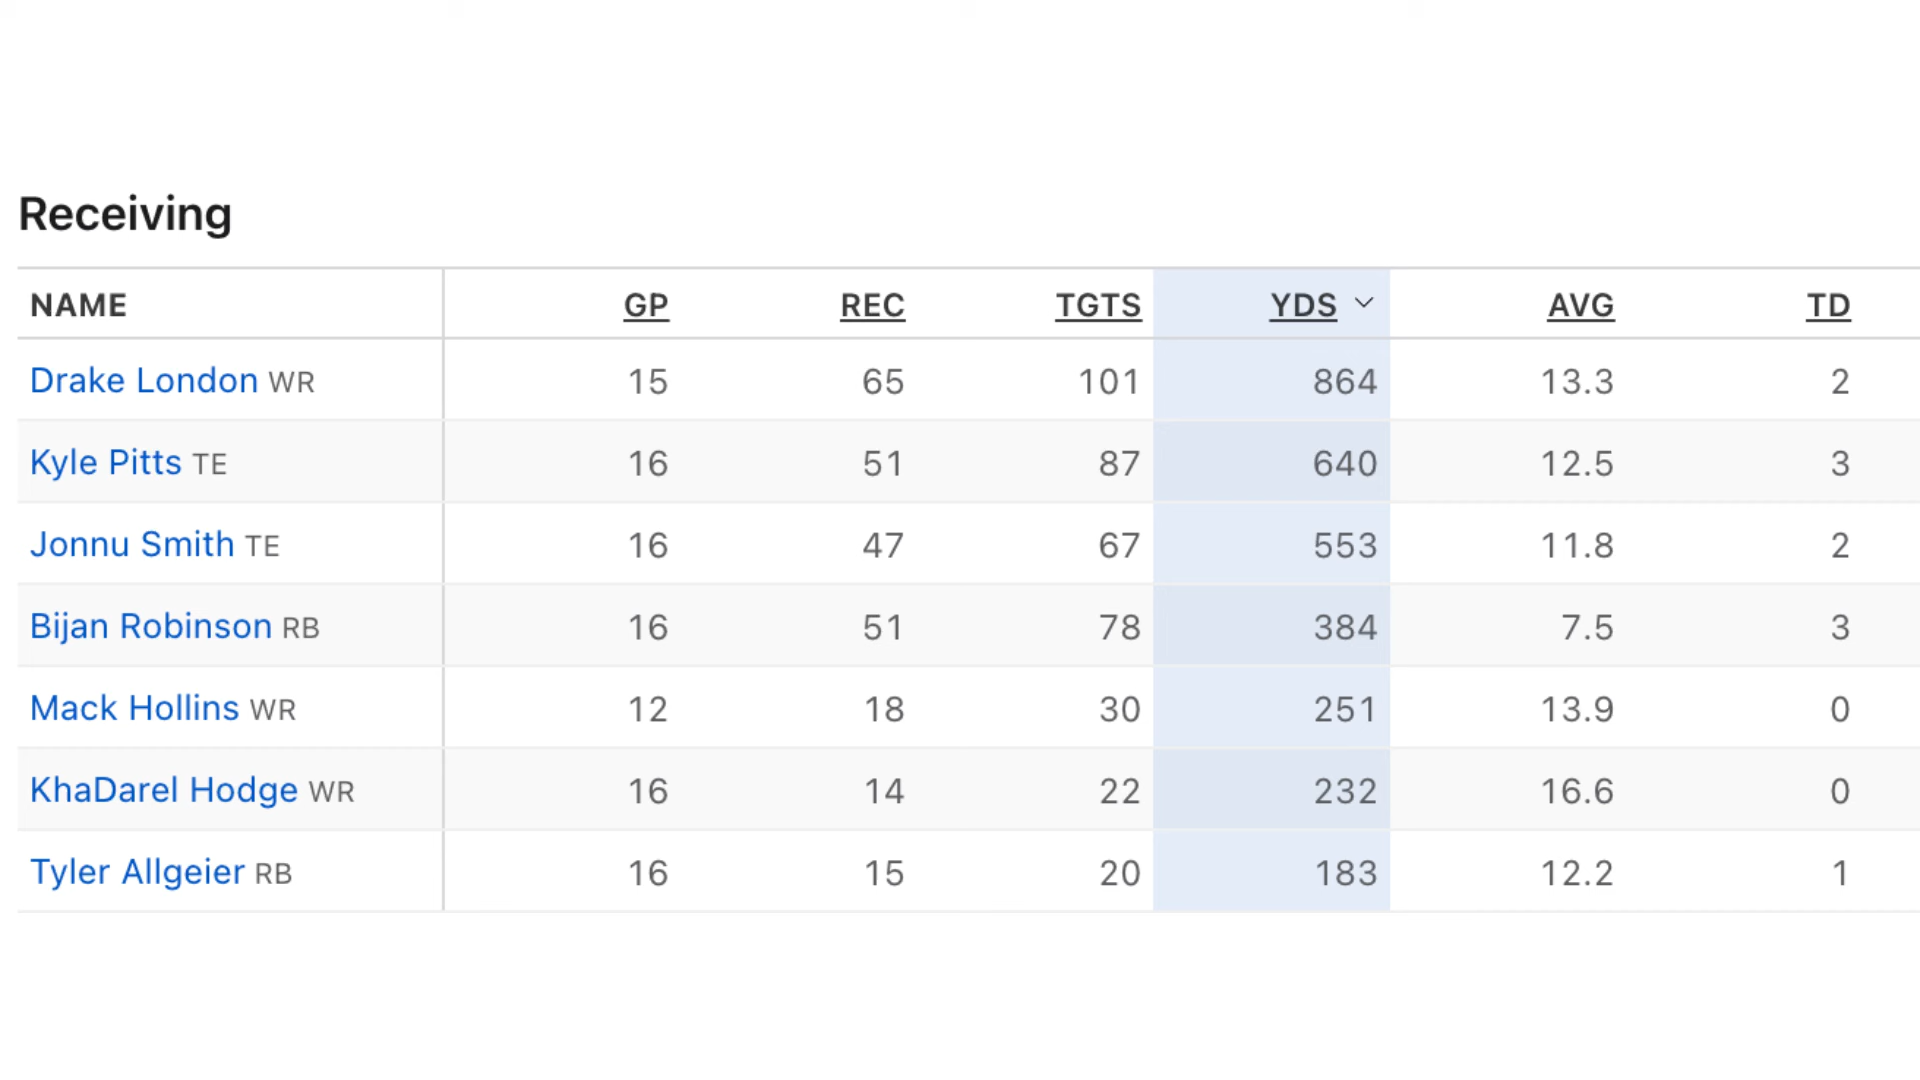 Receiving
NAME GP REC TGTS YDS AVG TD
Drake London WR 15 65 101 864 13.3 2
Kyle Pitts TE 16 51 87 640 12.5 3
Jonnu Smith TE 16 47 67 553 11.8 2
Bijan Robinson RB 16 51 78 384 7.5 3
Mack Hollins WR 12 18 30 251 13.9 0
KhaDarel Hodge WR 16 14 22 232 16.6 0
Tyler Allgeier RB 16 15 20 183 12.2 1